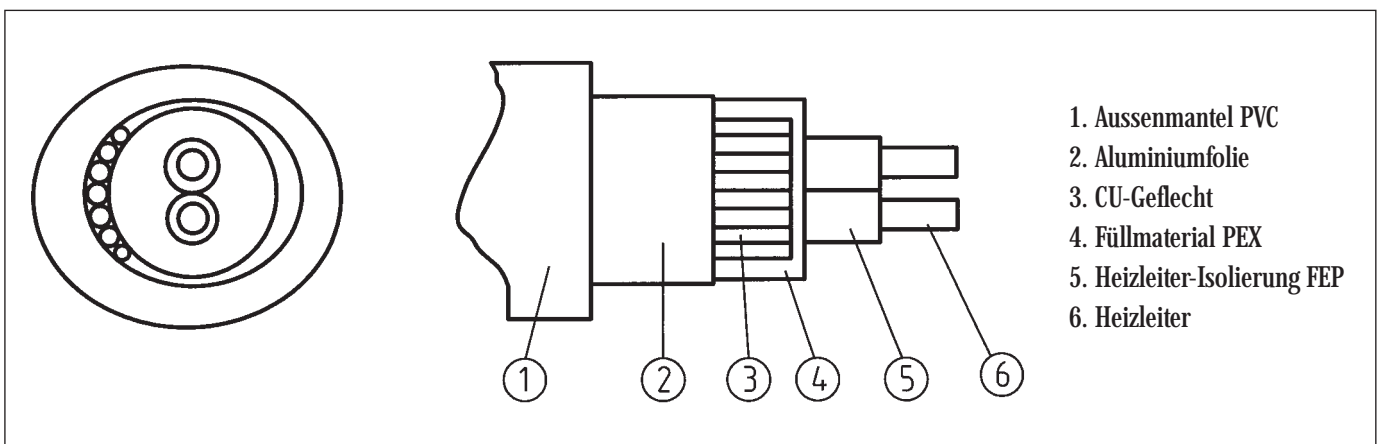 1. Aussenmantel PVC
2. Aluminiumfolie
3. CU-Geflecht
4. Füllmaterial PEX
5. Heizleiter-Isolierung FEP
6. Heizleiter
1 2 3 4 5 6